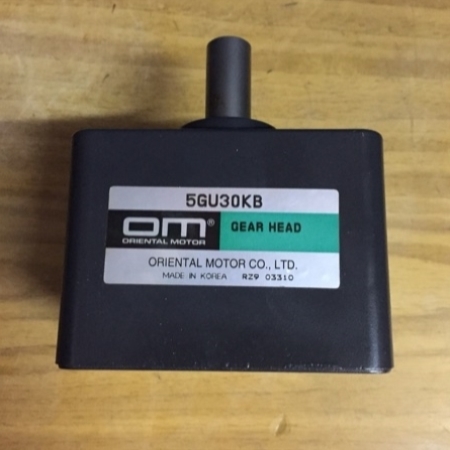 5GU30KB
OM®
ORIENTAL MOTOR
GEAR HEAD
ORIENTAL MOTOR CO., LTD.
MADE IN KOREA RZ9 03310